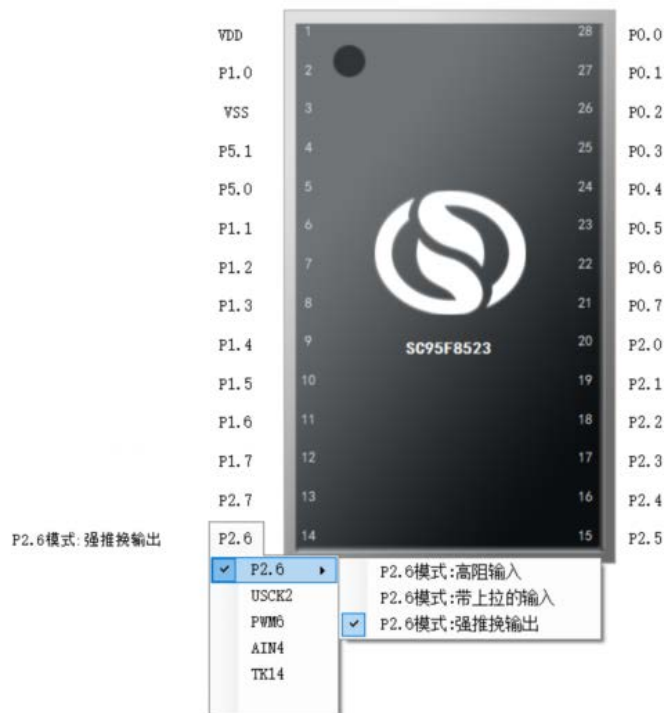 VDD 1 28 P0.0
P1.0 2 27 P0.1
VSS 3 26 P0.2
P5.1 4 25 P0.3
P5.0 5 24 P0.4
P1.1 6 23 P0.5
P1.2 7 22 P0.6
P1.3 8 21 P0.7
P1.4 9 SC95F8523 20 P2.0
P1.5 10 19 P2.1
P1.6 11 18 P2.2
P1.7 12 17 P2.3
P2.7 13 16 P2.4
P2.6模式:强推挽输出 P2.6 14 15 P2.5
P2.6 P2.6模式:高阻输入
USCK2 P2.6模式:带上拉的输入
PWM6 P2.6模式:强推挽输出
AIN4
TK14